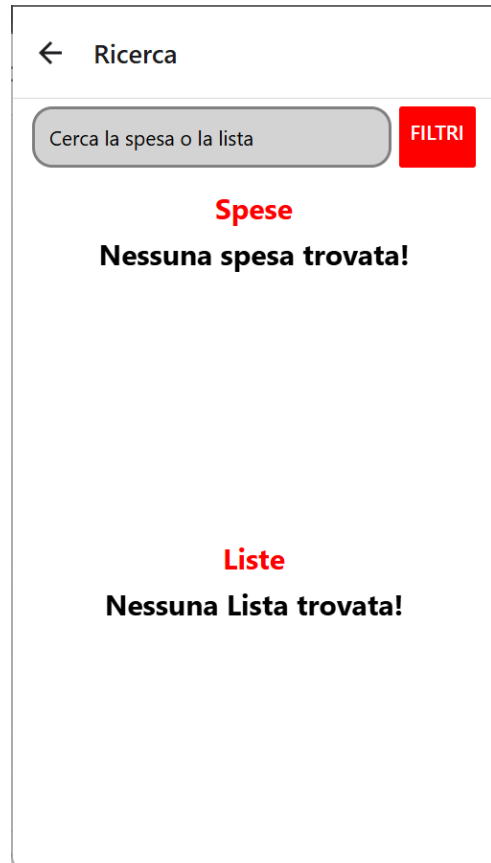 Ricerca
Cerca la spesa o la lista
FILTRI
Spese
Nessuna spesa trovata!
Liste
Nessuna Lista trovata!